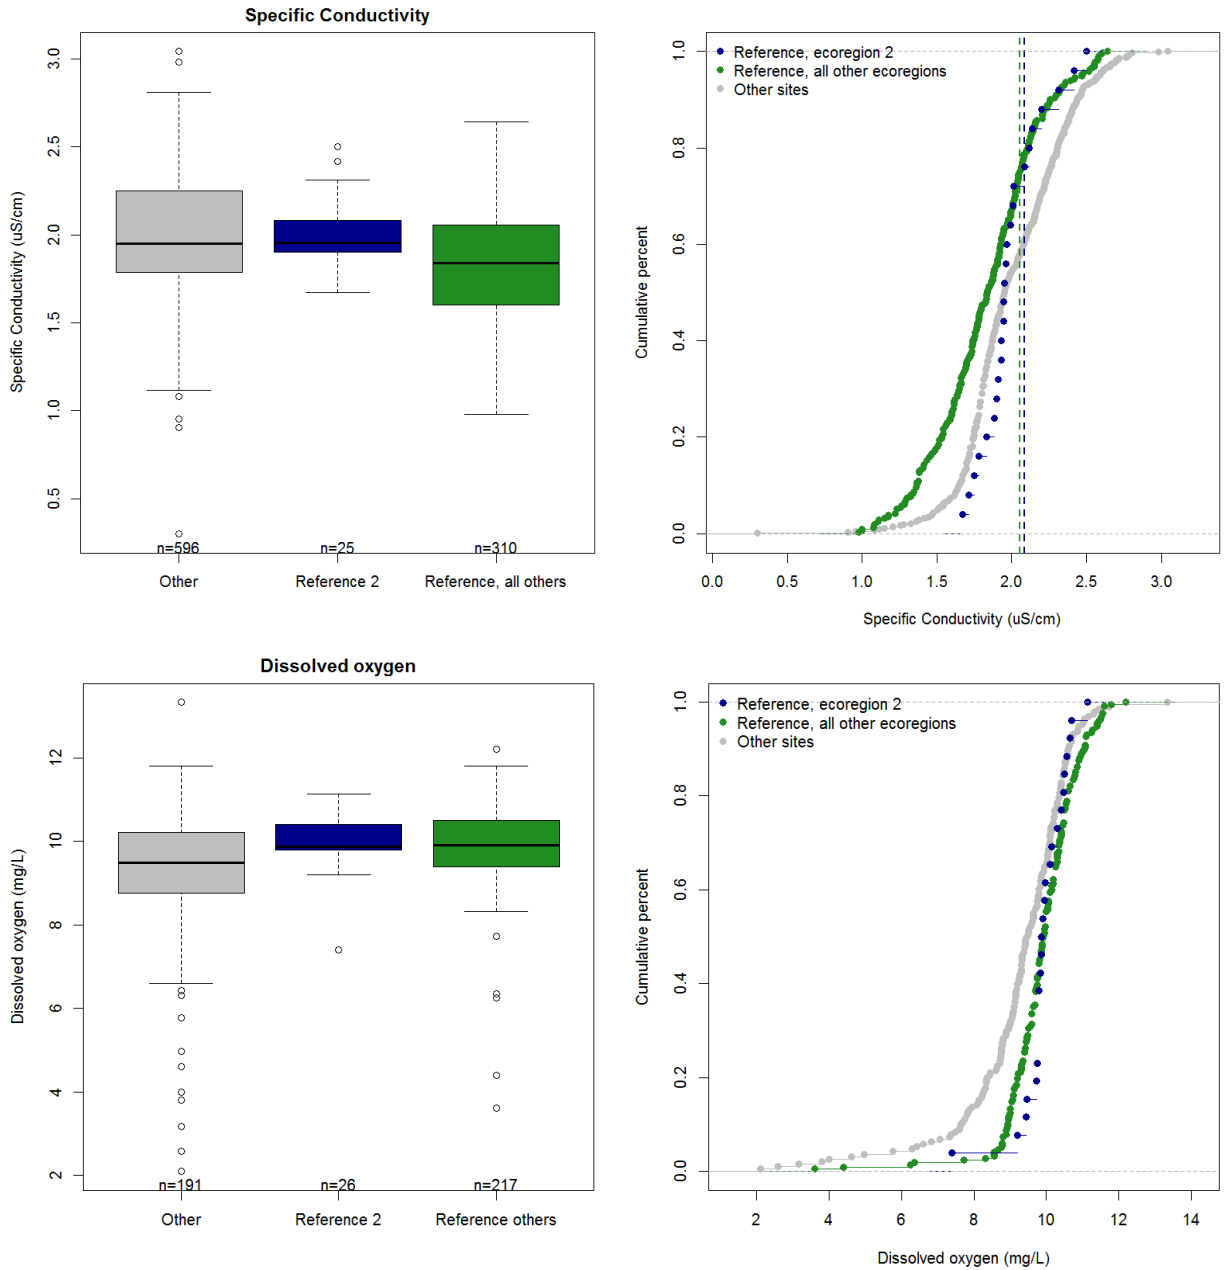 Specific Conductivity
Specific Conductivity (uS/cm)
3.0
2.5
2.0
1.5
1.0
0.5
n=596
n=25
n=310
Other
Reference 2
Reference, all others
Reference, ecoregion 2
Reference, all other ecoregions
Other sites
Cumulative percent
1.0
0.8
0.6
0.4
0.2
0.0
0.0
0.5
1.0
1.5
2.0
2.5
3.0
Specific Conductivity (uS/cm)
Dissolved oxygen
Dissolved oxygen (mg/L)
12
10
8
6
4
2
n=191
n=26
n=217
Other
Reference 2
Reference others
Reference, ecoregion 2
Reference, all other ecoregions
Other sites
Cumulative percent
1.0
0.8
0.6
0.4
0.2
0.0
2
4
6
8
10
12
14
Dissolved oxygen (mg/L)